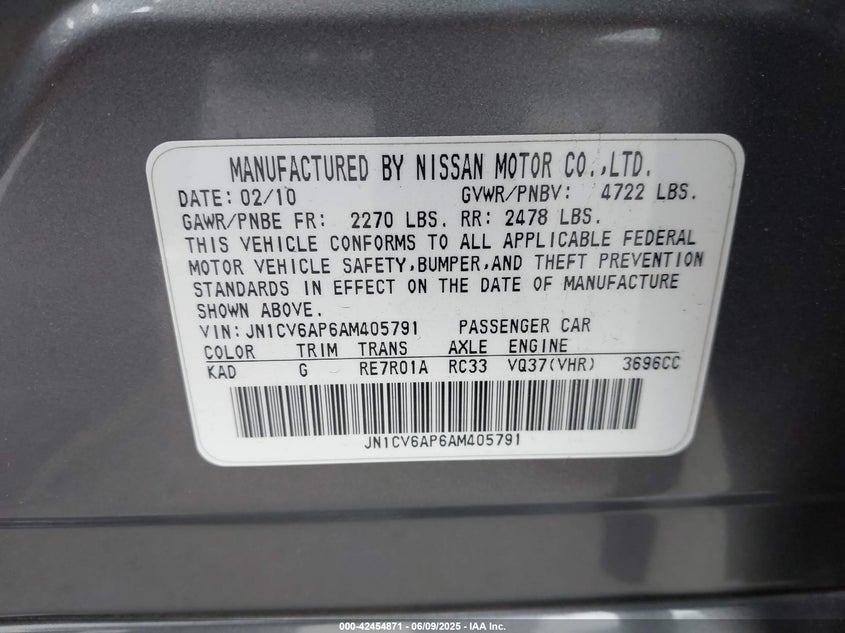 MANUFACTURED BY NISSAN MOTOR CO.,LTD.
DATE: 02/10 GVWR/PNBV: 4722 LBS.
GAWR/PNBE FR: 2270 LBS. RR: 2478 LBS.
THIS VEHICLE CONFORMS TO ALL APPLICABLE FEDERAL
MOTOR VEHICLE SAFETY,BUMPER,AND THEFT PREVENTION
STANDARDS IN EFFECT ON THE DATE OF MANUFACTURE
SHOWN ABOVE.
VIN: JN1CV6AP6AM405791 PASSENGER CAR
COLOR TRIM TRANS AXLE ENGINE
KAD G RE7R01A RC33 VQ37(VHR) 3696CC
JN1CV6AP6AM405791
000-42454871 | 06/09/2025 - IAA Inc.